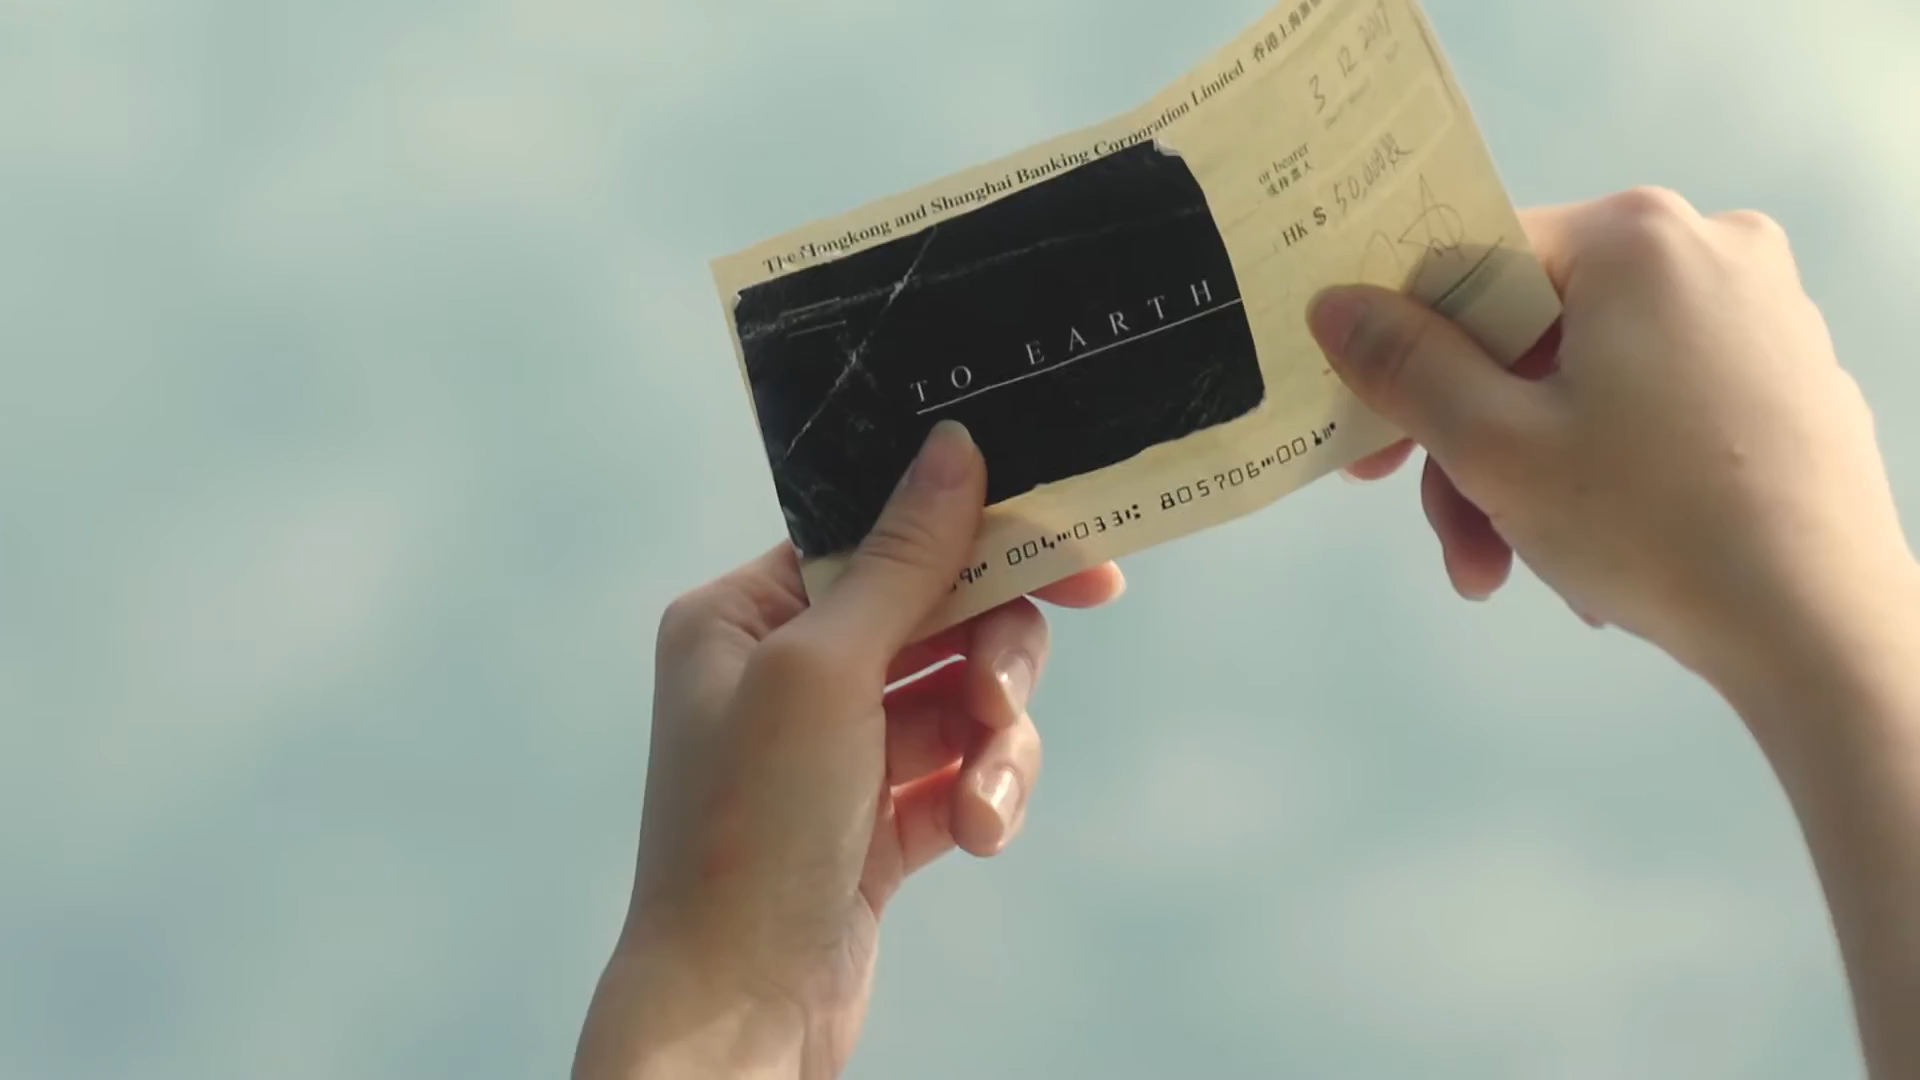 The Hongkong and Shanghai Banking Corporation Limited 香港上海滙
3 12 2017
or bearer
或持票人
HK $ 50,000
TO EARTH
9⑈ 004⑉033⑆ 805706⑉001⑈